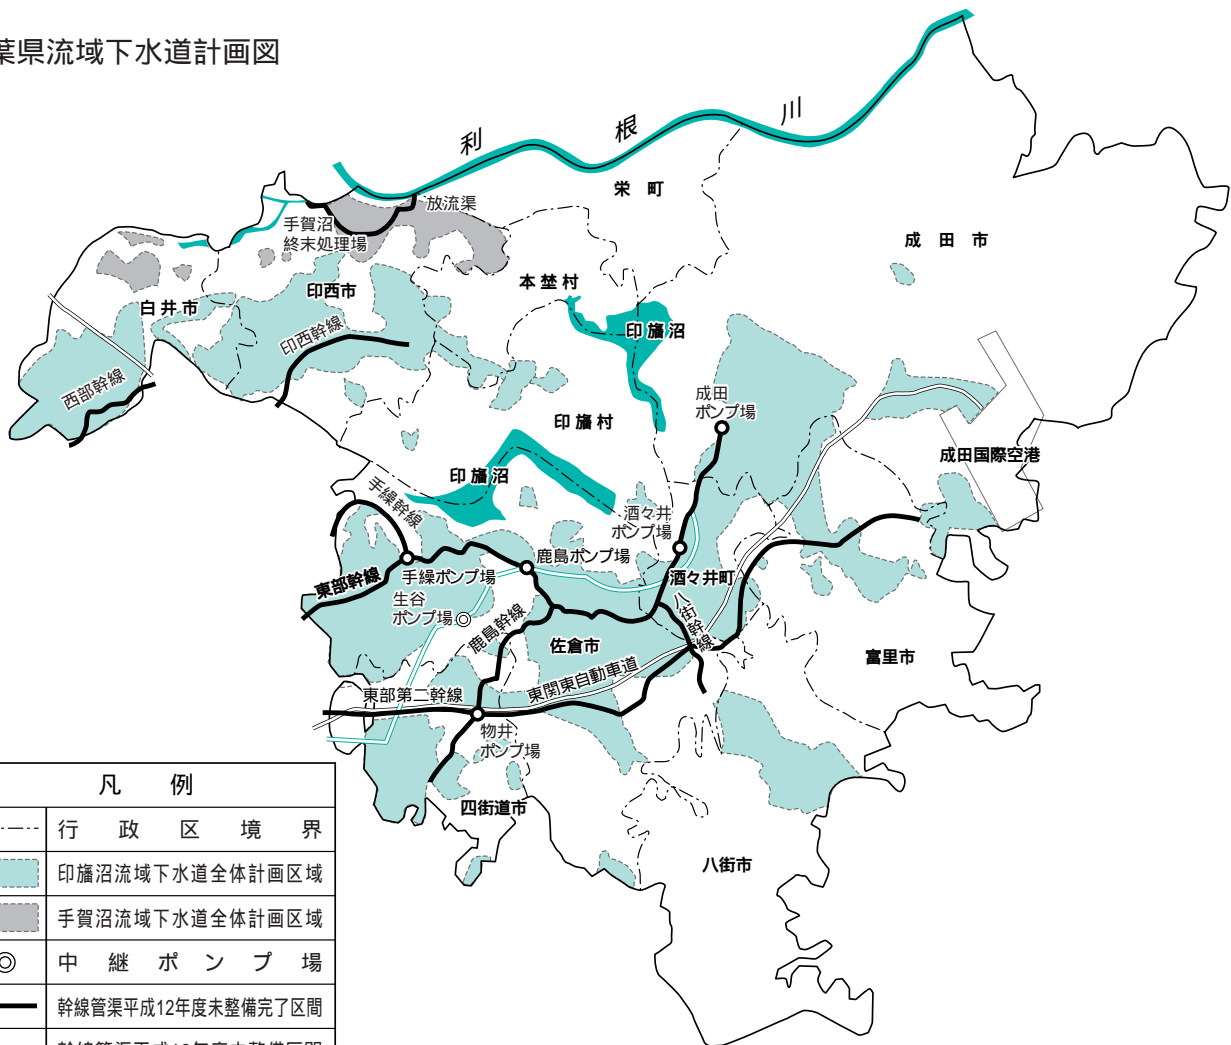 葉県流域下水道計画図
利根川
栄町
放流渠
手賀沼
終末処理場
成田市
本埜村
印西市
白井市
印旛沼
印西幹線
西部幹線
成田
ポンプ場
印旛村
成田国際空港
印旛沼
手繰幹線
酒々井
ポンプ場
鹿島ポンプ場
手繰ポンプ場
東部幹線
酒々井町
生谷
ポンプ場
八街幹線
鹿島幹線
佐倉市
富里市
東関東自動車道
東部第二幹線
物井
ポンプ場
四街道市
八街市
凡例
行政区境界
印旛沼流域下水道全体計画区域
手賀沼流域下水道全体計画区域
中継ポンプ場
幹線管渠平成12年度未整備完了区間